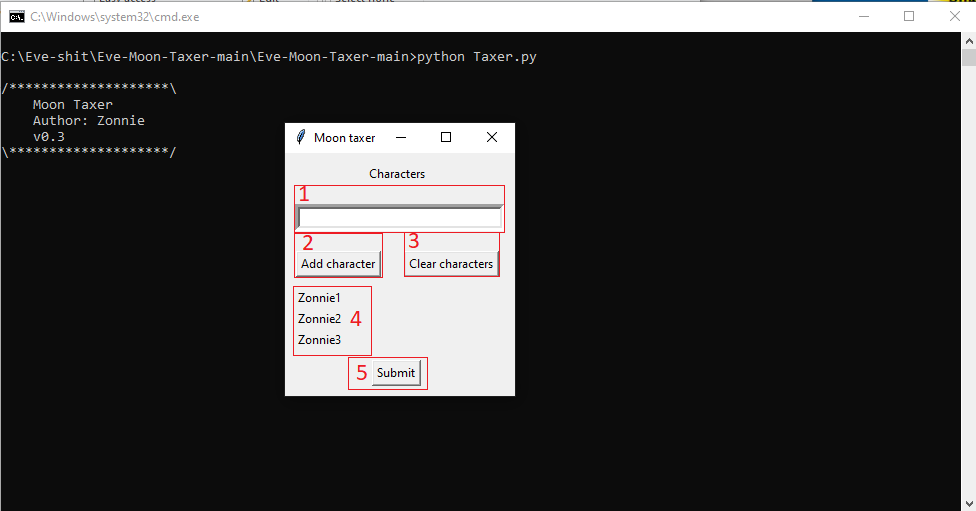 C:\Windows\system32\cmd.exe
C:\Eve-shit\Eve-Moon-Taxer-main\Eve-Moon-Taxer-main>python Taxer.py
/********************\
Moon Taxer
Author: Zonnie
v0.3
\********************/
Moon taxer
Characters
1
2
3
Add character
Clear characters
Zonnie1
Zonnie2
4
Zonnie3
5
Submit